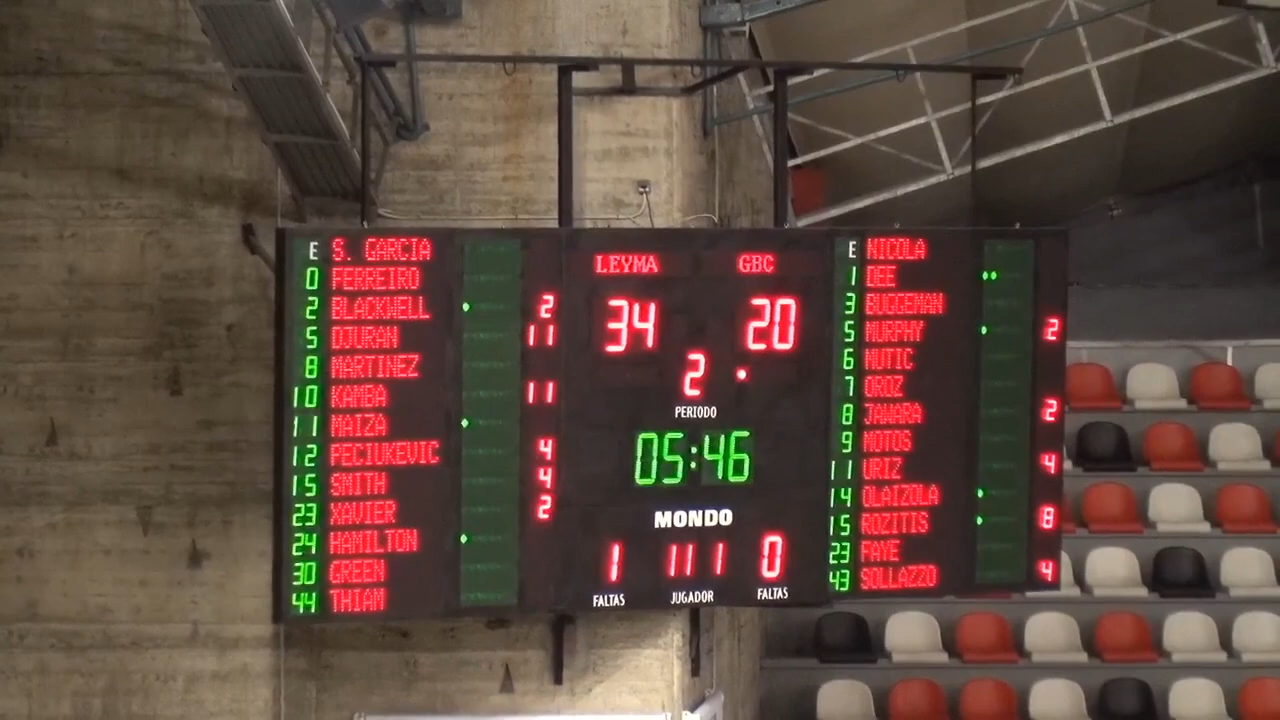 E S. GARCIA
0 FERREIRO
2 BLACKWELL 2
5 DJURAN 11
8 MARTINEZ
10 KAMBA 11
11 MAIZA
12 PECIUKEVIC 4
15 SMITH 4
23 XAVIER 2
24 HAMILTON
30 GREEN
44 THIAM
LEYMA GBC
34 20
2
PERIODO
05:46
MONDO
1 11 1 0
FALTAS JUGADOR FALTAS
E NICOLA
1 DEE
3 BUGGEMAN
5 MURPHY 2
6 MUTIC
7 OROZ
8 JAWARA 2
9 MOTOS
11 URIZ 4
14 OLAIZOLA
15 ROZITIS 8
23 FAYE
43 SOLLAZZO 4